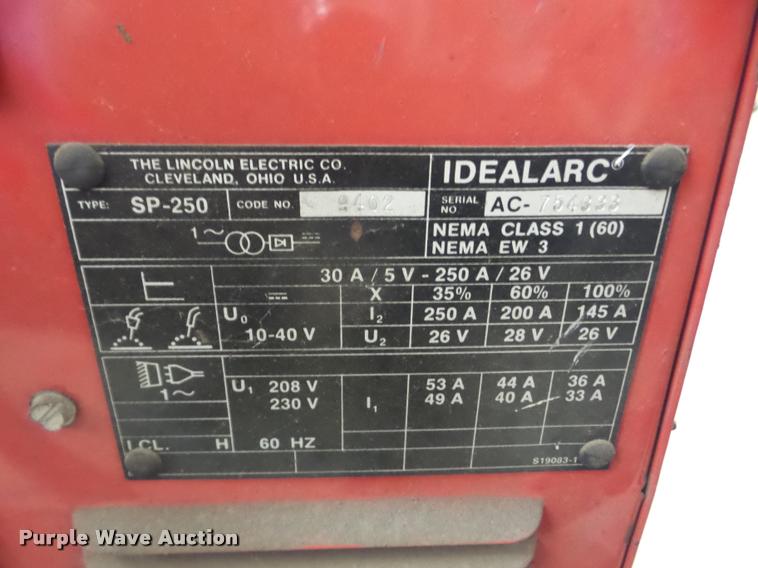 THE LINCOLN ELECTRIC CO.
CLEVELAND, OHIO U.S.A.
IDEALARC®
TYPE: SP-250 CODE NO. 9402
SERIAL NO. AC-
1~
NEMA CLASS 1 (60)
NEMA EW 3
30 A / 5 V - 250 A / 26 V
X 35% 60% 100%
U0 I2 250 A 200 A 145 A
10-40 V U2 26 V 28 V 26 V
U1 208 V 53 A 44 A 36 A
1~ 230 V I1 49 A 40 A 33 A
I.CL. H 60 HZ
S19083-1
Purple Wave Auction